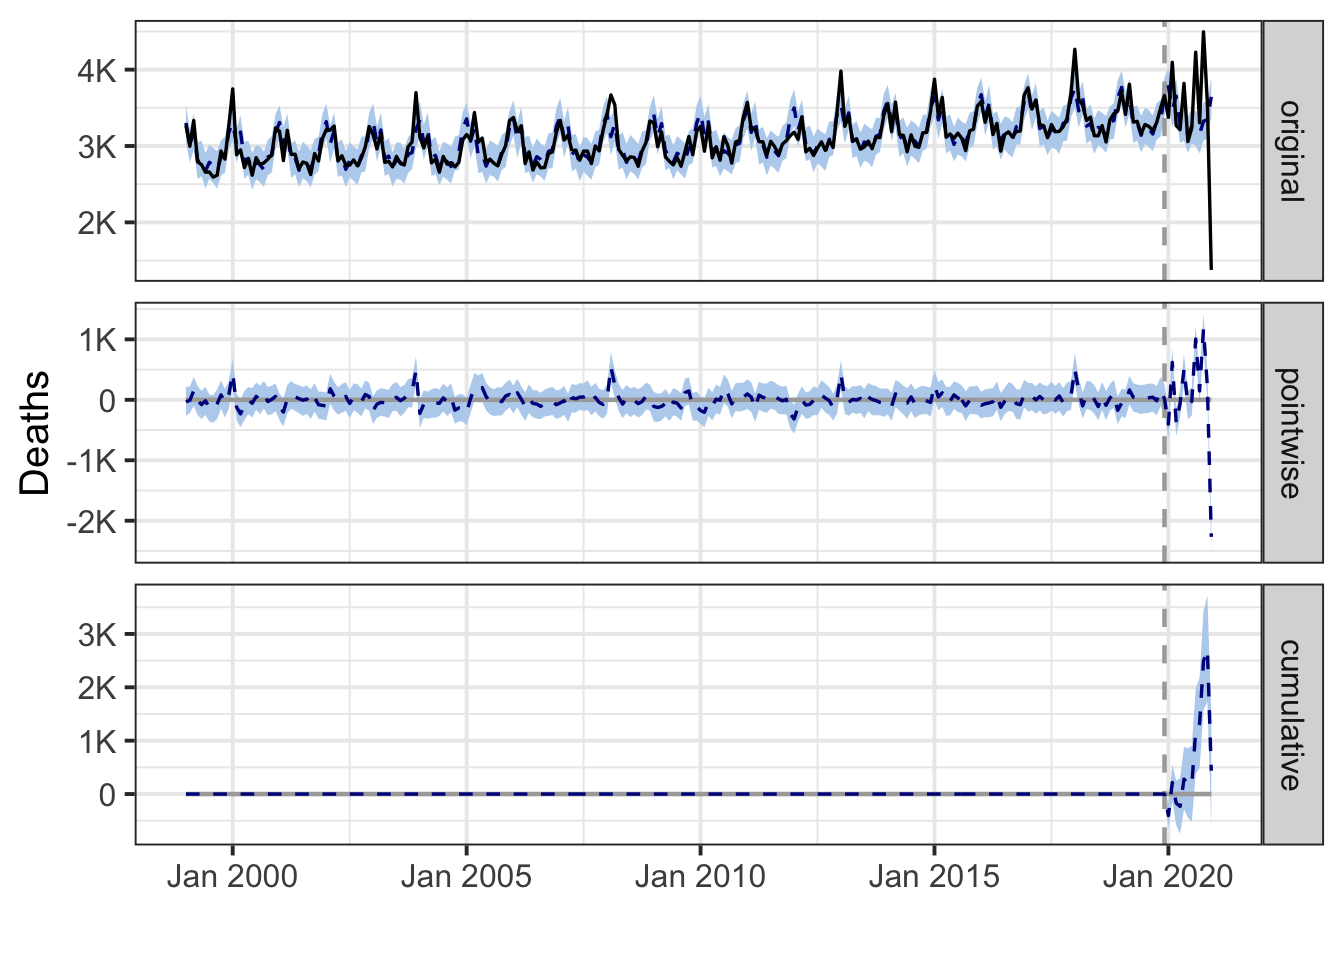 Deaths
4K
3K
2K
original
1K
0
-1K
-2K
pointwise
3K
2K
1K
0
cumulative
Jan 2000
Jan 2005
Jan 2010
Jan 2015
Jan 2020